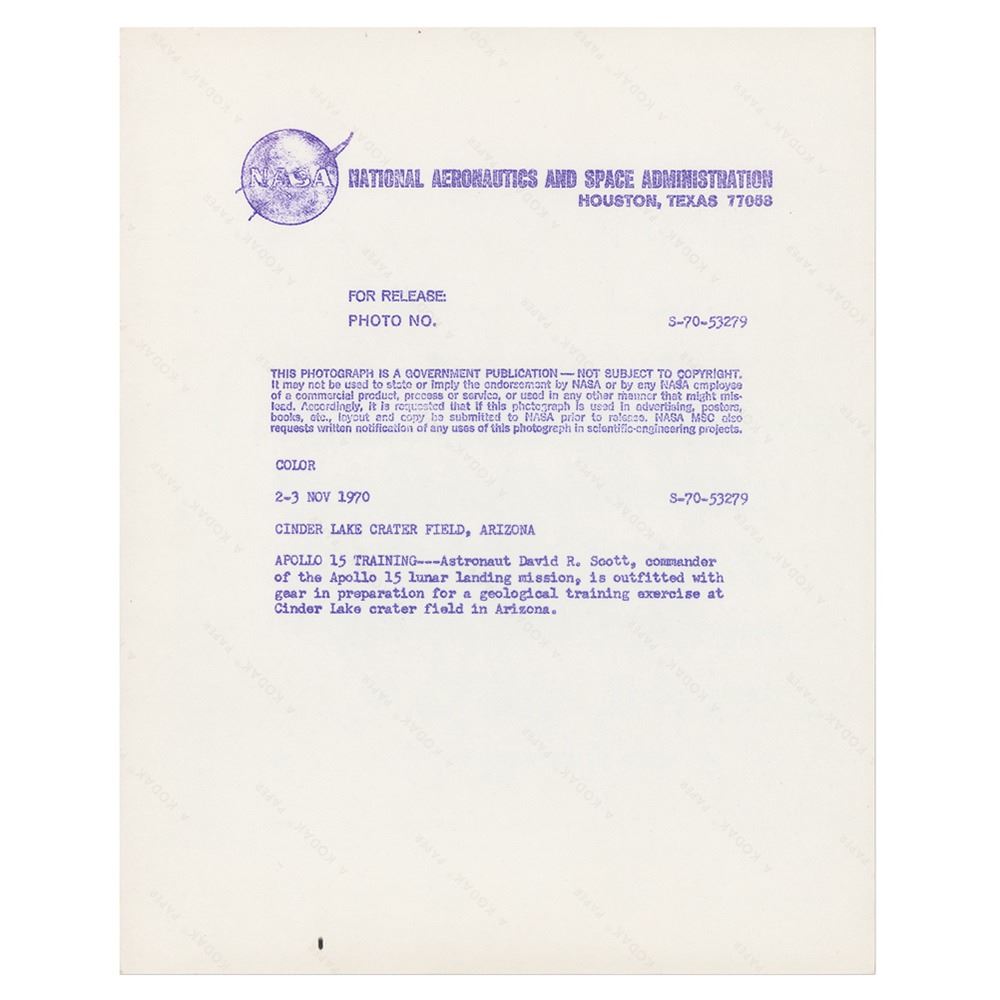 NASA
NATIONAL AERONAUTICS AND SPACE ADMINISTRATION
HOUSTON, TEXAS 77058
FOR RELEASE:
PHOTO NO.
S-70-53279
THIS PHOTOGRAPH IS A GOVERNMENT PUBLICATION — NOT SUBJECT TO COPYRIGHT.
It may not be used to state or imply the endorsement by NASA or by any NASA employee
of a commercial product, process or service, or used in any other manner that might mis-
lead. Accordingly, it is requested that if this photograph is used in advertising, posters,
books, etc., layout and copy be submitted to NASA prior to release. NASA MSC also
requests written notification of any uses of this photograph in scientific-engineering projects.
COLOR
2-3 NOV 1970
S-70-53279
CINDER LAKE CRATER FIELD, ARIZONA
APOLLO 15 TRAINING---Astronaut David R. Scott, commander
of the Apollo 15 lunar landing mission, is outfitted with
gear in preparation for a geological training exercise at
Cinder Lake crater field in Arizona.
A KODAK® PAPER